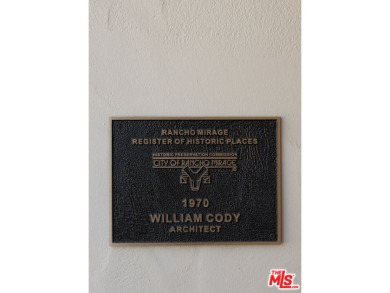 RANCHO MIRAGE
REGISTER OF HISTORIC PLACES
HISTORIC PRESERVATION COMMISSION
CITY OF RANCHO MIRAGE
1970
WILLIAM CODY
ARCHITECT
THE MLS